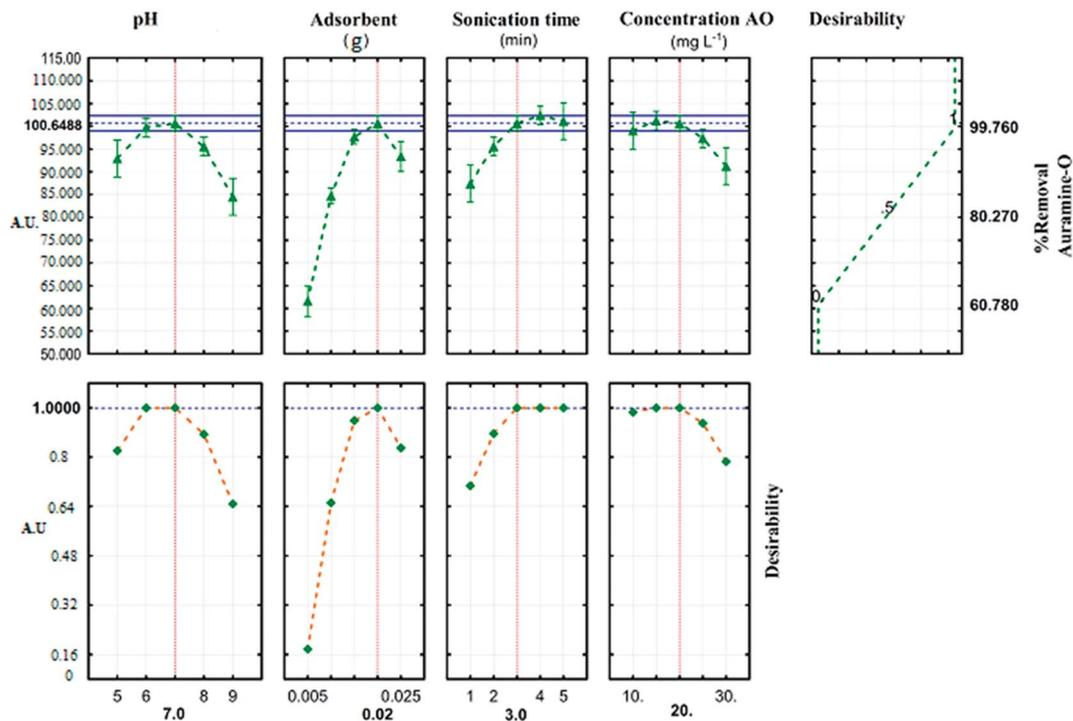 pH
Adsorbent
(g)
Sonication time
(min)
Concentration AO
(mg L⁻¹)
Desirability
115.00
110.000
105.000
100.6488
95.000
90.000
85.000
80.000
75.000
70.000
65.000
60.000
55.000
50.000
A.U.
1
.5
0
99.760
80.270
60.780
%Removal
Auramine-O
1.0000
0.8
0.64
0.48
0.32
0.16
0
A.U
Desirability
5 6 8 9
7.0
0.005 0.025
0.02
1 2 4 5
3.0
10. 30.
20.